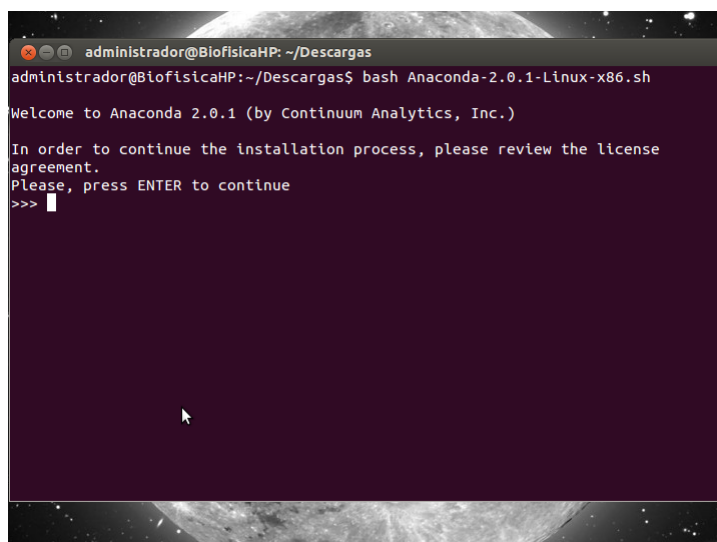 administrador@BiofisicaHP: ~/Descargas
administrador@BiofisicaHP:~/Descargas$ bash Anaconda-2.0.1-Linux-x86.sh
Welcome to Anaconda 2.0.1 (by Continuum Analytics, Inc.)
In order to continue the installation process, please review the license
agreement.
Please, press ENTER to continue
>>>